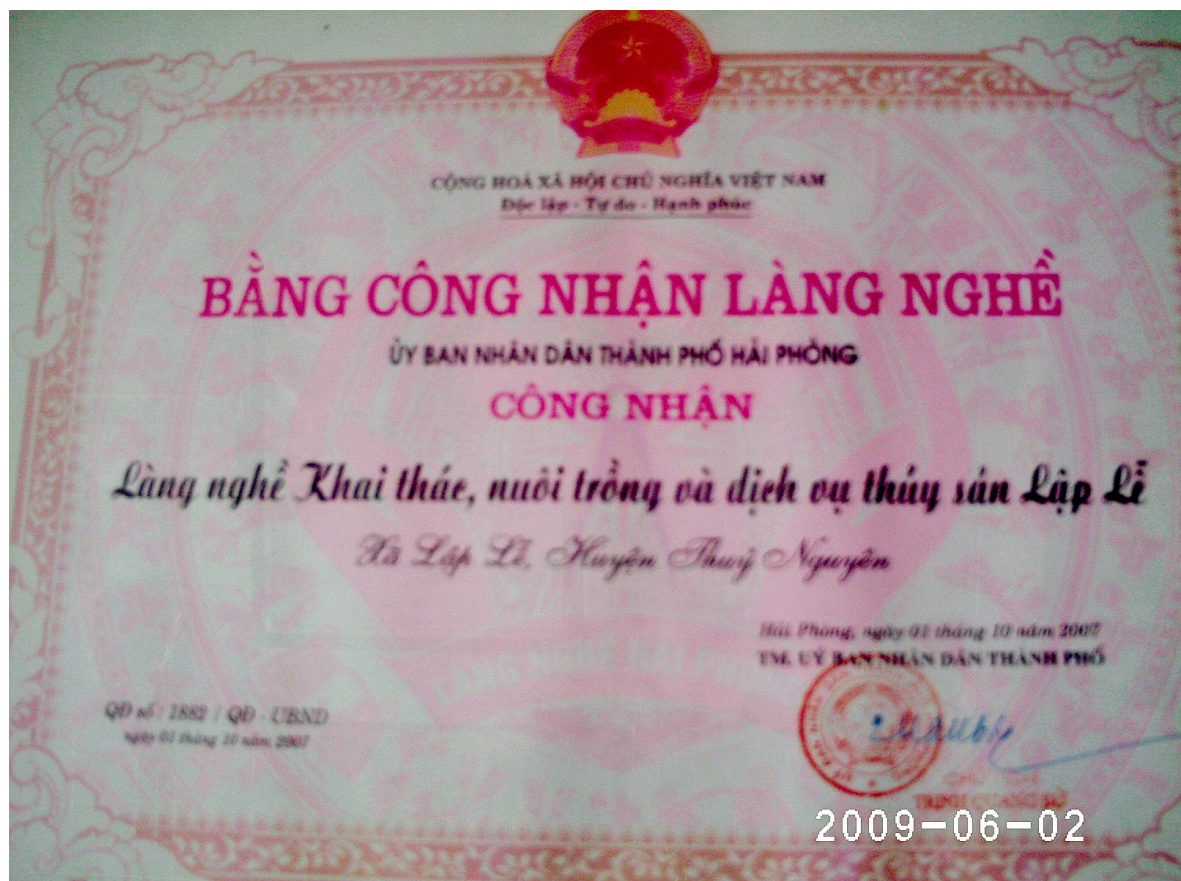 CỘNG HOÀ XÃ HỘI CHỦ NGHĨA VIỆT NAM
Độc lập - Tự do - Hạnh phúc
BẰNG CÔNG NHẬN LÀNG NGHỀ
ỦY BAN NHÂN DÂN THÀNH PHỐ HẢI PHÒNG
CÔNG NHẬN
Làng nghề Khai thác, nuôi trồng và dịch vụ thủy sản Lập Lễ
Xã Lập Lễ, Huyện Thuỷ Nguyên
Hải Phòng, ngày 01 tháng 10 năm 2007
TM. UỶ BAN NHÂN DÂN THÀNH PHỐ
QĐ số : 1882 / QĐ - UBND
ngày 01 tháng 10 năm 2007
TRỊNH QUANG SỬ
2009-06-02